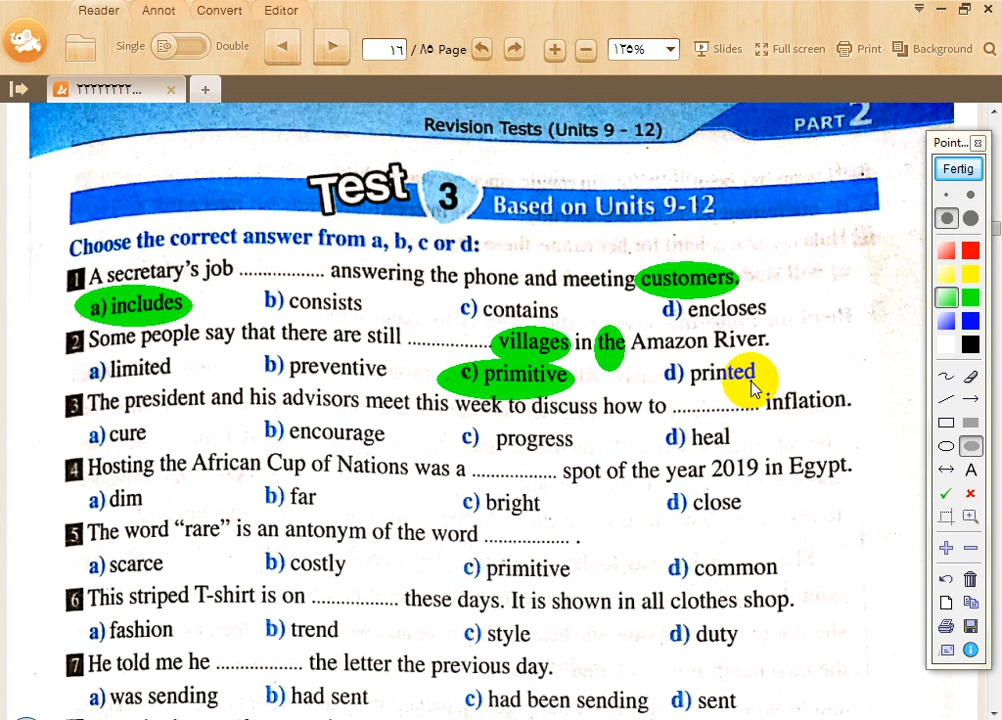 Reader Annot Convert Editor
Single Double ١٦ / ٨٥ Page ١٢٥% Slides Full screen Print Background
٢٢٢٢٢٢٢٢...
Revision Tests (Units 9 - 12) PART 2
Test 3 Based on Units 9-12
Choose the correct answer from a, b, c or d:
1 A secretary's job ................ answering the phone and meeting customers.
a) includes b) consists c) contains d) encloses
2 Some people say that there are still ................ villages in the Amazon River.
a) limited b) preventive c) primitive d) printed
3 The president and his advisors meet this week to discuss how to ................ inflation.
a) cure b) encourage c) progress d) heal
4 Hosting the African Cup of Nations was a ................ spot of the year 2019 in Egypt.
a) dim b) far c) bright d) close
5 The word "rare" is an antonym of the word ................ .
a) scarce b) costly c) primitive d) common
6 This striped T-shirt is on ................ these days. It is shown in all clothes shop.
a) fashion b) trend c) style d) duty
7 He told me he ................ the letter the previous day.
a) was sending b) had sent c) had been sending d) sent
Point...
Fertig
A